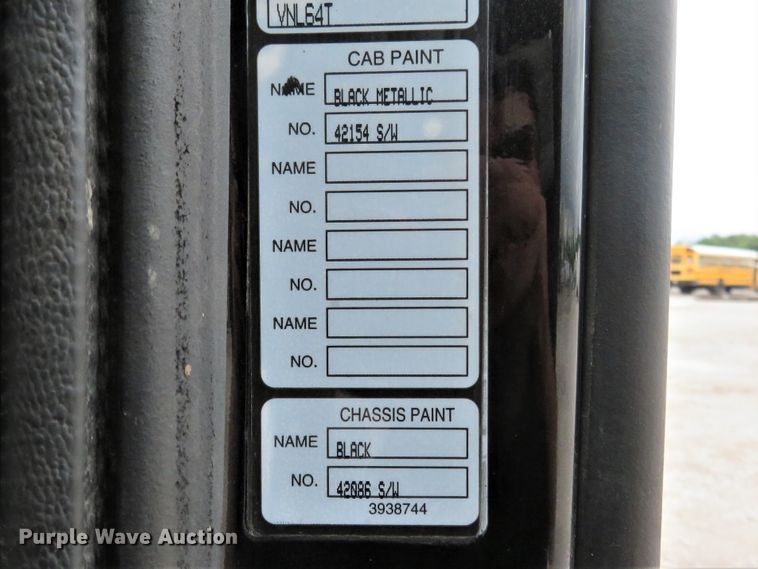 VNL64T
CAB PAINT
NAME BLACK METALLIC
NO. 42154 S/W
NAME
NO.
NAME
NO.
NAME
NO.
CHASSIS PAINT
NAME BLACK
NO. 42086 S/W
3938744
Purple Wave Auction